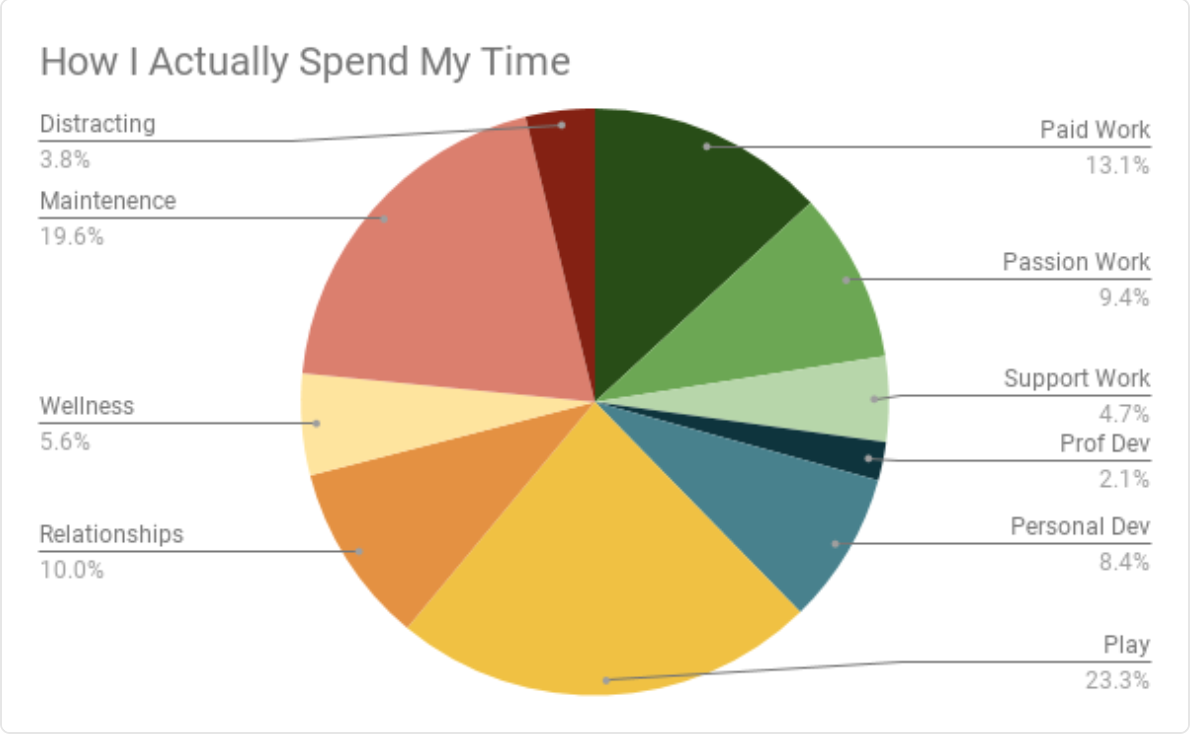 How I Actually Spend My Time
Distracting
3.8%
Maintenence
19.6%
Wellness
5.6%
Relationships
10.0%
Paid Work
13.1%
Passion Work
9.4%
Support Work
4.7%
Prof Dev
2.1%
Personal Dev
8.4%
Play
23.3%